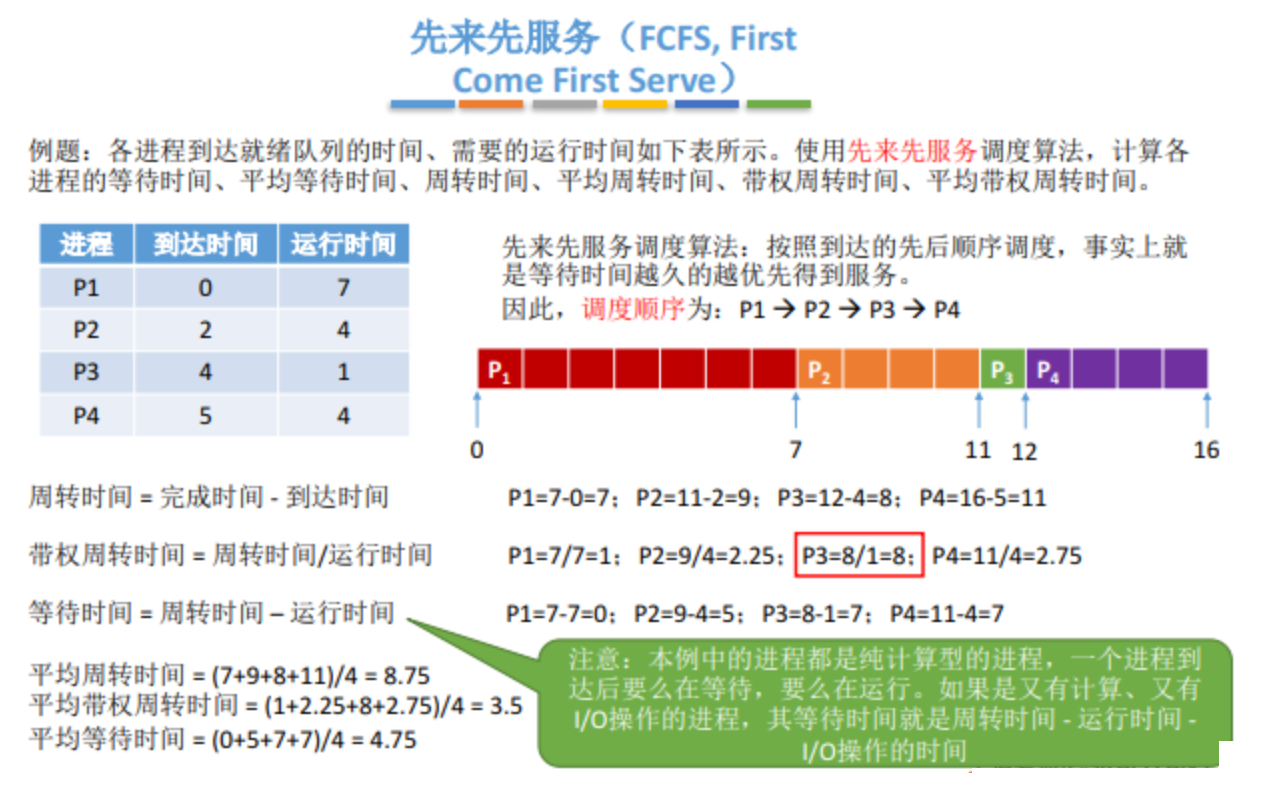 先来先服务（FCFS, First
Come First Serve）
例题：各进程到达就绪队列的时间、需要的运行时间如下表所示。使用先来先服务调度算法，计算各
进程的等待时间、平均等待时间、周转时间、平均周转时间、带权周转时间、平均带权周转时间。
进程 到达时间 运行时间
P1 0 7
P2 2 4
P3 4 1
P4 5 4
先来先服务调度算法：按照到达的先后顺序调度，事实上就
是等待时间越久的越优先得到服务。
因此，调度顺序为：P1 → P2 → P3 → P4
P1 P2 P3 P4
0 7 11 12 16
周转时间 = 完成时间 - 到达时间
P1=7-0=7；P2=11-2=9；P3=12-4=8；P4=16-5=11
带权周转时间 = 周转时间/运行时间
P1=7/7=1；P2=9/4=2.25；P3=8/1=8；P4=11/4=2.75
等待时间 = 周转时间 – 运行时间
P1=7-7=0；P2=9-4=5；P3=8-1=7；P4=11-4=7
平均周转时间 = (7+9+8+11)/4 = 8.75
平均带权周转时间 = (1+2.25+8+2.75)/4 = 3.5
平均等待时间 = (0+5+7+7)/4 = 4.75
注意：本例中的进程都是纯计算型的进程，一个进程到
达后要么在等待，要么在运行。如果是又有计算、又有
I/O操作的进程，其等待时间就是周转时间 - 运行时间 -
I/O操作的时间